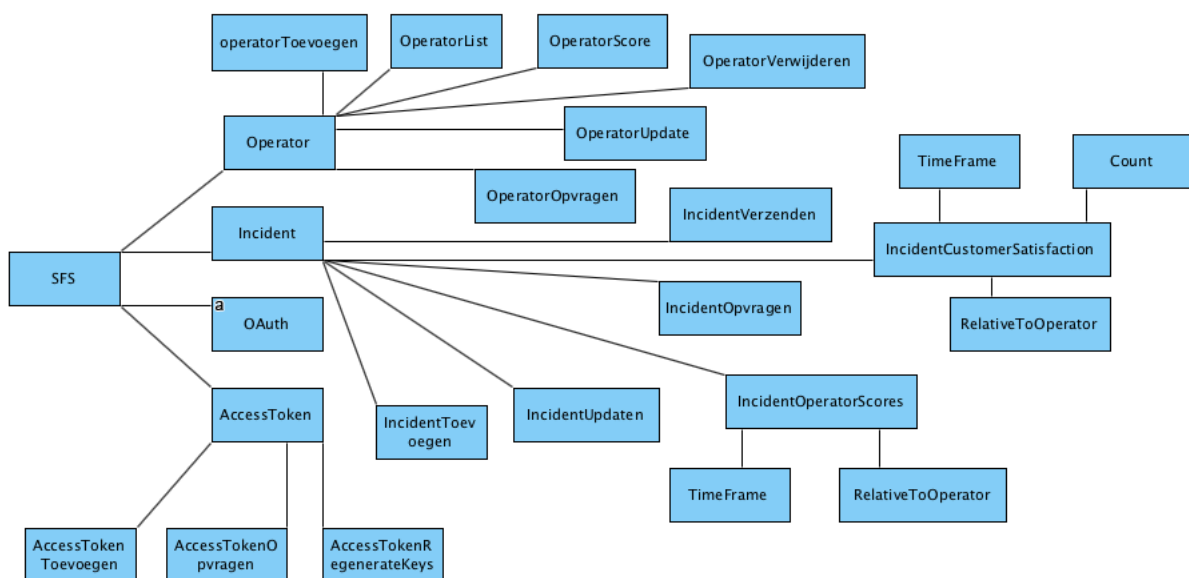 operatorToevoegen
OperatorList
OperatorScore
OperatorVerwijderen
Operator
OperatorUpdate
OperatorOpvragen
TimeFrame
Count
Incident
IncidentVerzenden
IncidentCustomerSatisfaction
SFS
a
OAuth
IncidentOpvragen
RelativeToOperator
AccessToken
IncidentToev
oegen
IncidentUpdaten
IncidentOperatorScores
TimeFrame
RelativeToOperator
AccessToken
Toevoegen
AccessTokenO
pvragen
AccessTokenR
egenerateKeys